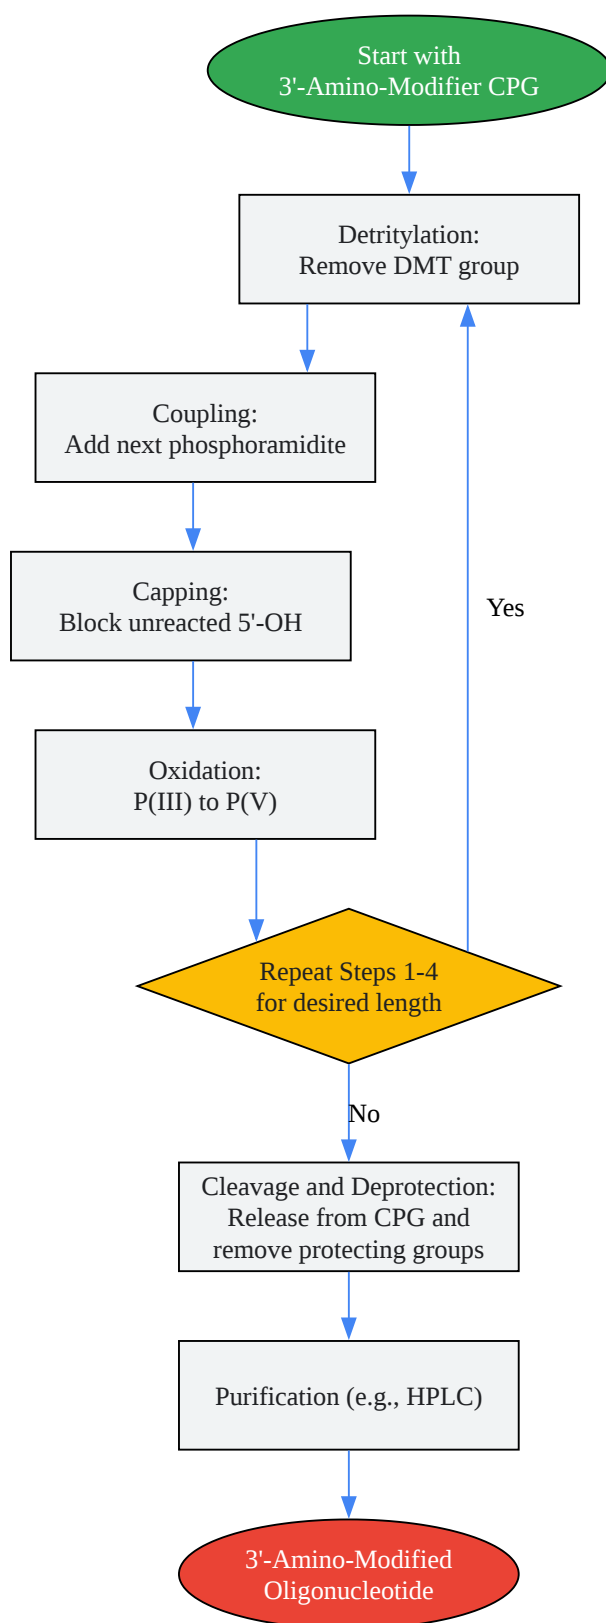 Start with
3'-Amino-Modifier CPG
Detritylation:
Remove DMT group
Coupling:
Add next phosphoramidite
Capping:
Block unreacted 5'-OH
Yes
Oxidation:
P(III) to P(V)
Repeat Steps 1-4
for desired length
No
Cleavage and Deprotection:
Release from CPG and
remove protecting groups
Purification (e.g., HPLC)
3'-Amino-Modified
Oligonucleotide